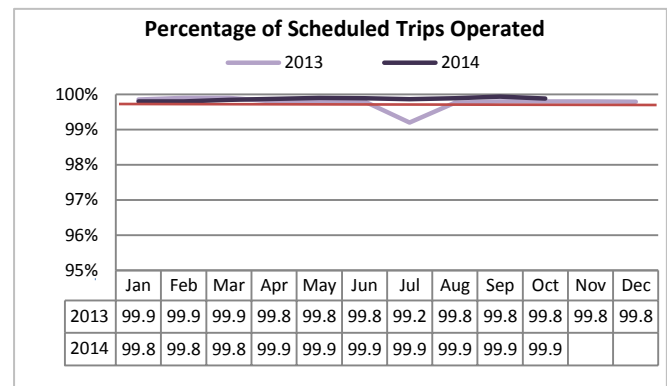 Percentage of Scheduled Trips Operated
2013 2014
100%
99%
98%
97%
96%
95%
Jan Feb Mar Apr May Jun Jul Aug Sep Oct Nov Dec
2013 99.9 99.9 99.9 99.8 99.8 99.8 99.2 99.8 99.8 99.8 99.8 99.8
2014 99.8 99.8 99.8 99.9 99.9 99.9 99.9 99.9 99.9 99.9